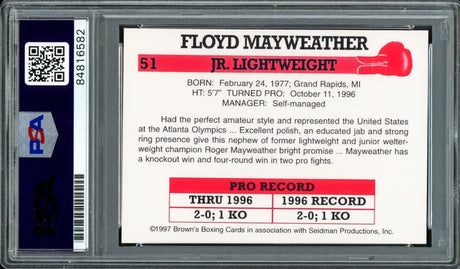 84816582
PSA
PSA
FLOYD MAYWEATHER
51 JR. LIGHTWEIGHT
BORN: February 24, 1977; Grand Rapids, MI
HT: 5'7" TURNED PRO: October 11, 1996
MANAGER: Self-managed
Had the perfect amateur style and represented the United States
at the Atlanta Olympics ... Excellent polish, an educated jab and strong
ring presence give this nephew of former lightweight and junior welter-
weight champion Roger Mayweather bright promise ... Mayweather has
a knockout win and four-round win in two pro fights.
PRO RECORD
THRU 1996 1996 RECORD
2-0; 1 KO 2-0; 1 KO
©1997 Brown's Boxing Cards in association with Seidman Productions, Inc.